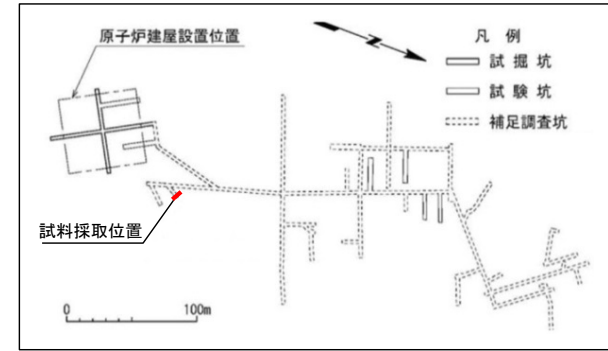 原子炉建屋設置位置
N
凡 例
試 掘 坑
試 験 坑
補足調査坑
試料採取位置
0
100m